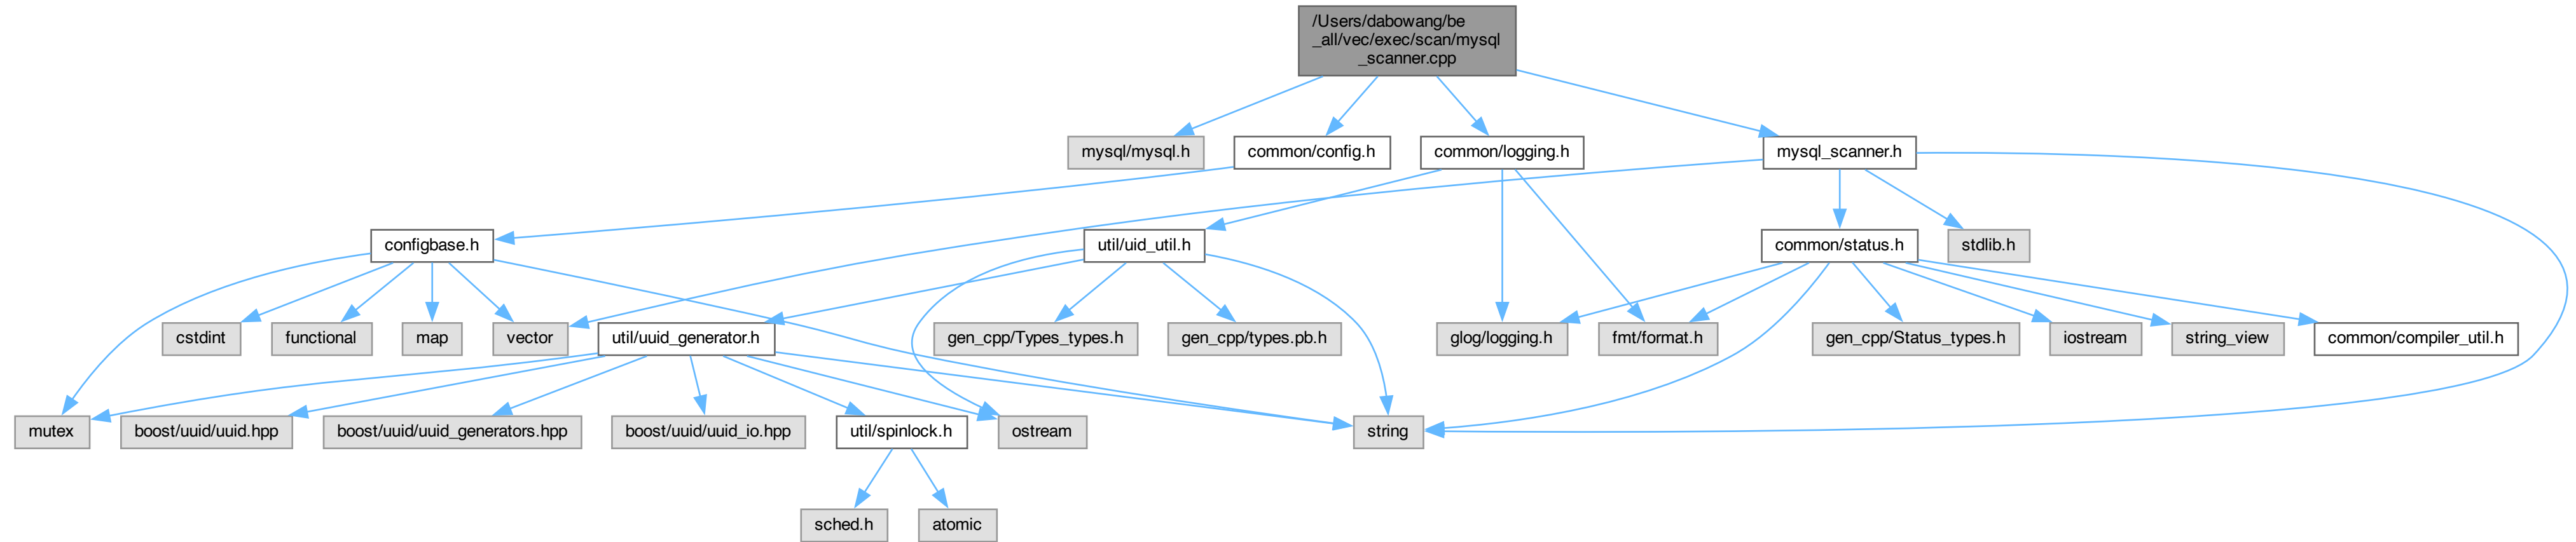 /Users/dabowang/be
_all/vec/exec/scan/mysql
_scanner.cpp
mysql/mysql.h
common/config.h
common/logging.h
mysql_scanner.h
configbase.h
util/uid_util.h
common/status.h
stdlib.h
cstdint
functional
map
vector
util/uuid_generator.h
gen_cpp/Types_types.h
gen_cpp/types.pb.h
glog/logging.h
fmt/format.h
gen_cpp/Status_types.h
iostream
string_view
common/compiler_util.h
mutex
boost/uuid/uuid.hpp
boost/uuid/uuid_generators.hpp
boost/uuid/uuid_io.hpp
util/spinlock.h
ostream
string
sched.h
atomic